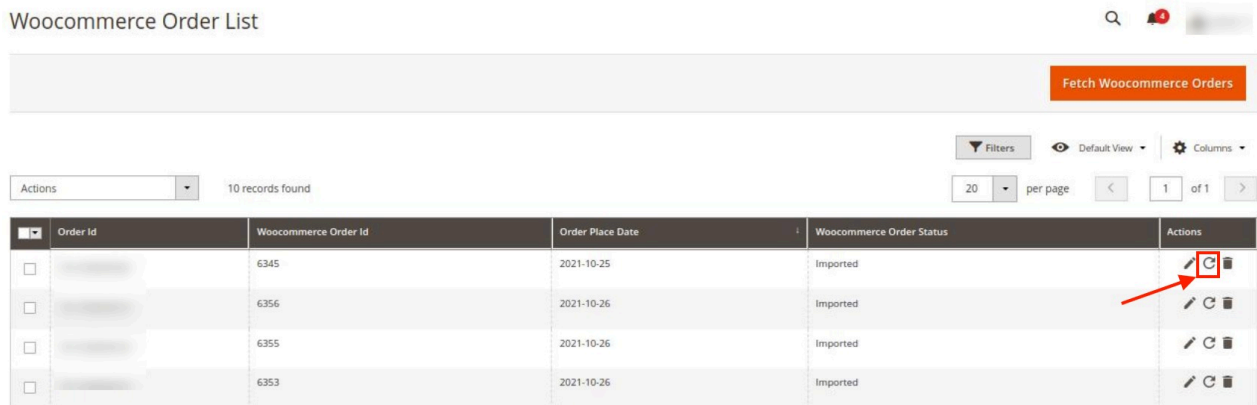 Woocommerce Order List
4
Fetch Woocommerce Orders
Filters Default View Columns
Actions 10 records found 20 per page 1 of 1
Order Id Woocommerce Order Id Order Place Date ↓ Woocommerce Order Status Actions
6345 2021-10-25 Imported
6356 2021-10-26 Imported
6355 2021-10-26 Imported
6353 2021-10-26 Imported